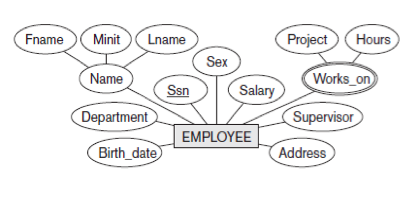 Fname Minit Lname Project Hours
Sex
Name Works_on
Ssn Salary
Department Supervisor
EMPLOYEE
Birth_date Address